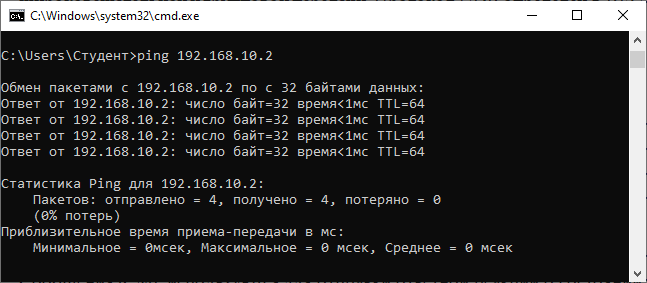 C:\Windows\system32\cmd.exe
C:\Users\Студент>ping 192.168.10.2
Обмен пакетами с 192.168.10.2 по с 32 байтами данных:
Ответ от 192.168.10.2: число байт=32 время<1мс TTL=64
Ответ от 192.168.10.2: число байт=32 время<1мс TTL=64
Ответ от 192.168.10.2: число байт=32 время<1мс TTL=64
Ответ от 192.168.10.2: число байт=32 время<1мс TTL=64
Статистика Ping для 192.168.10.2:
Пакетов: отправлено = 4, получено = 4, потеряно = 0
(0% потерь)
Приблизительное время приема-передачи в мс:
Минимальное = 0мсек, Максимальное = 0 мсек, Среднее = 0 мсек